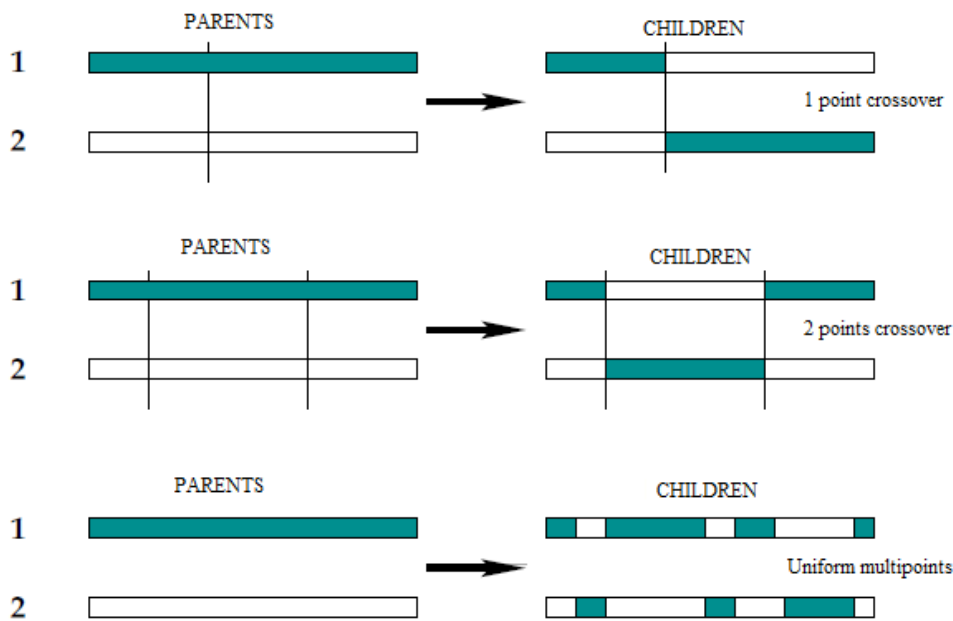 PARENTS
CHILDREN
1
1 point crossover
2
PARENTS
CHILDREN
1
2 points crossover
2
PARENTS
CHILDREN
1
Uniform multipoints
2